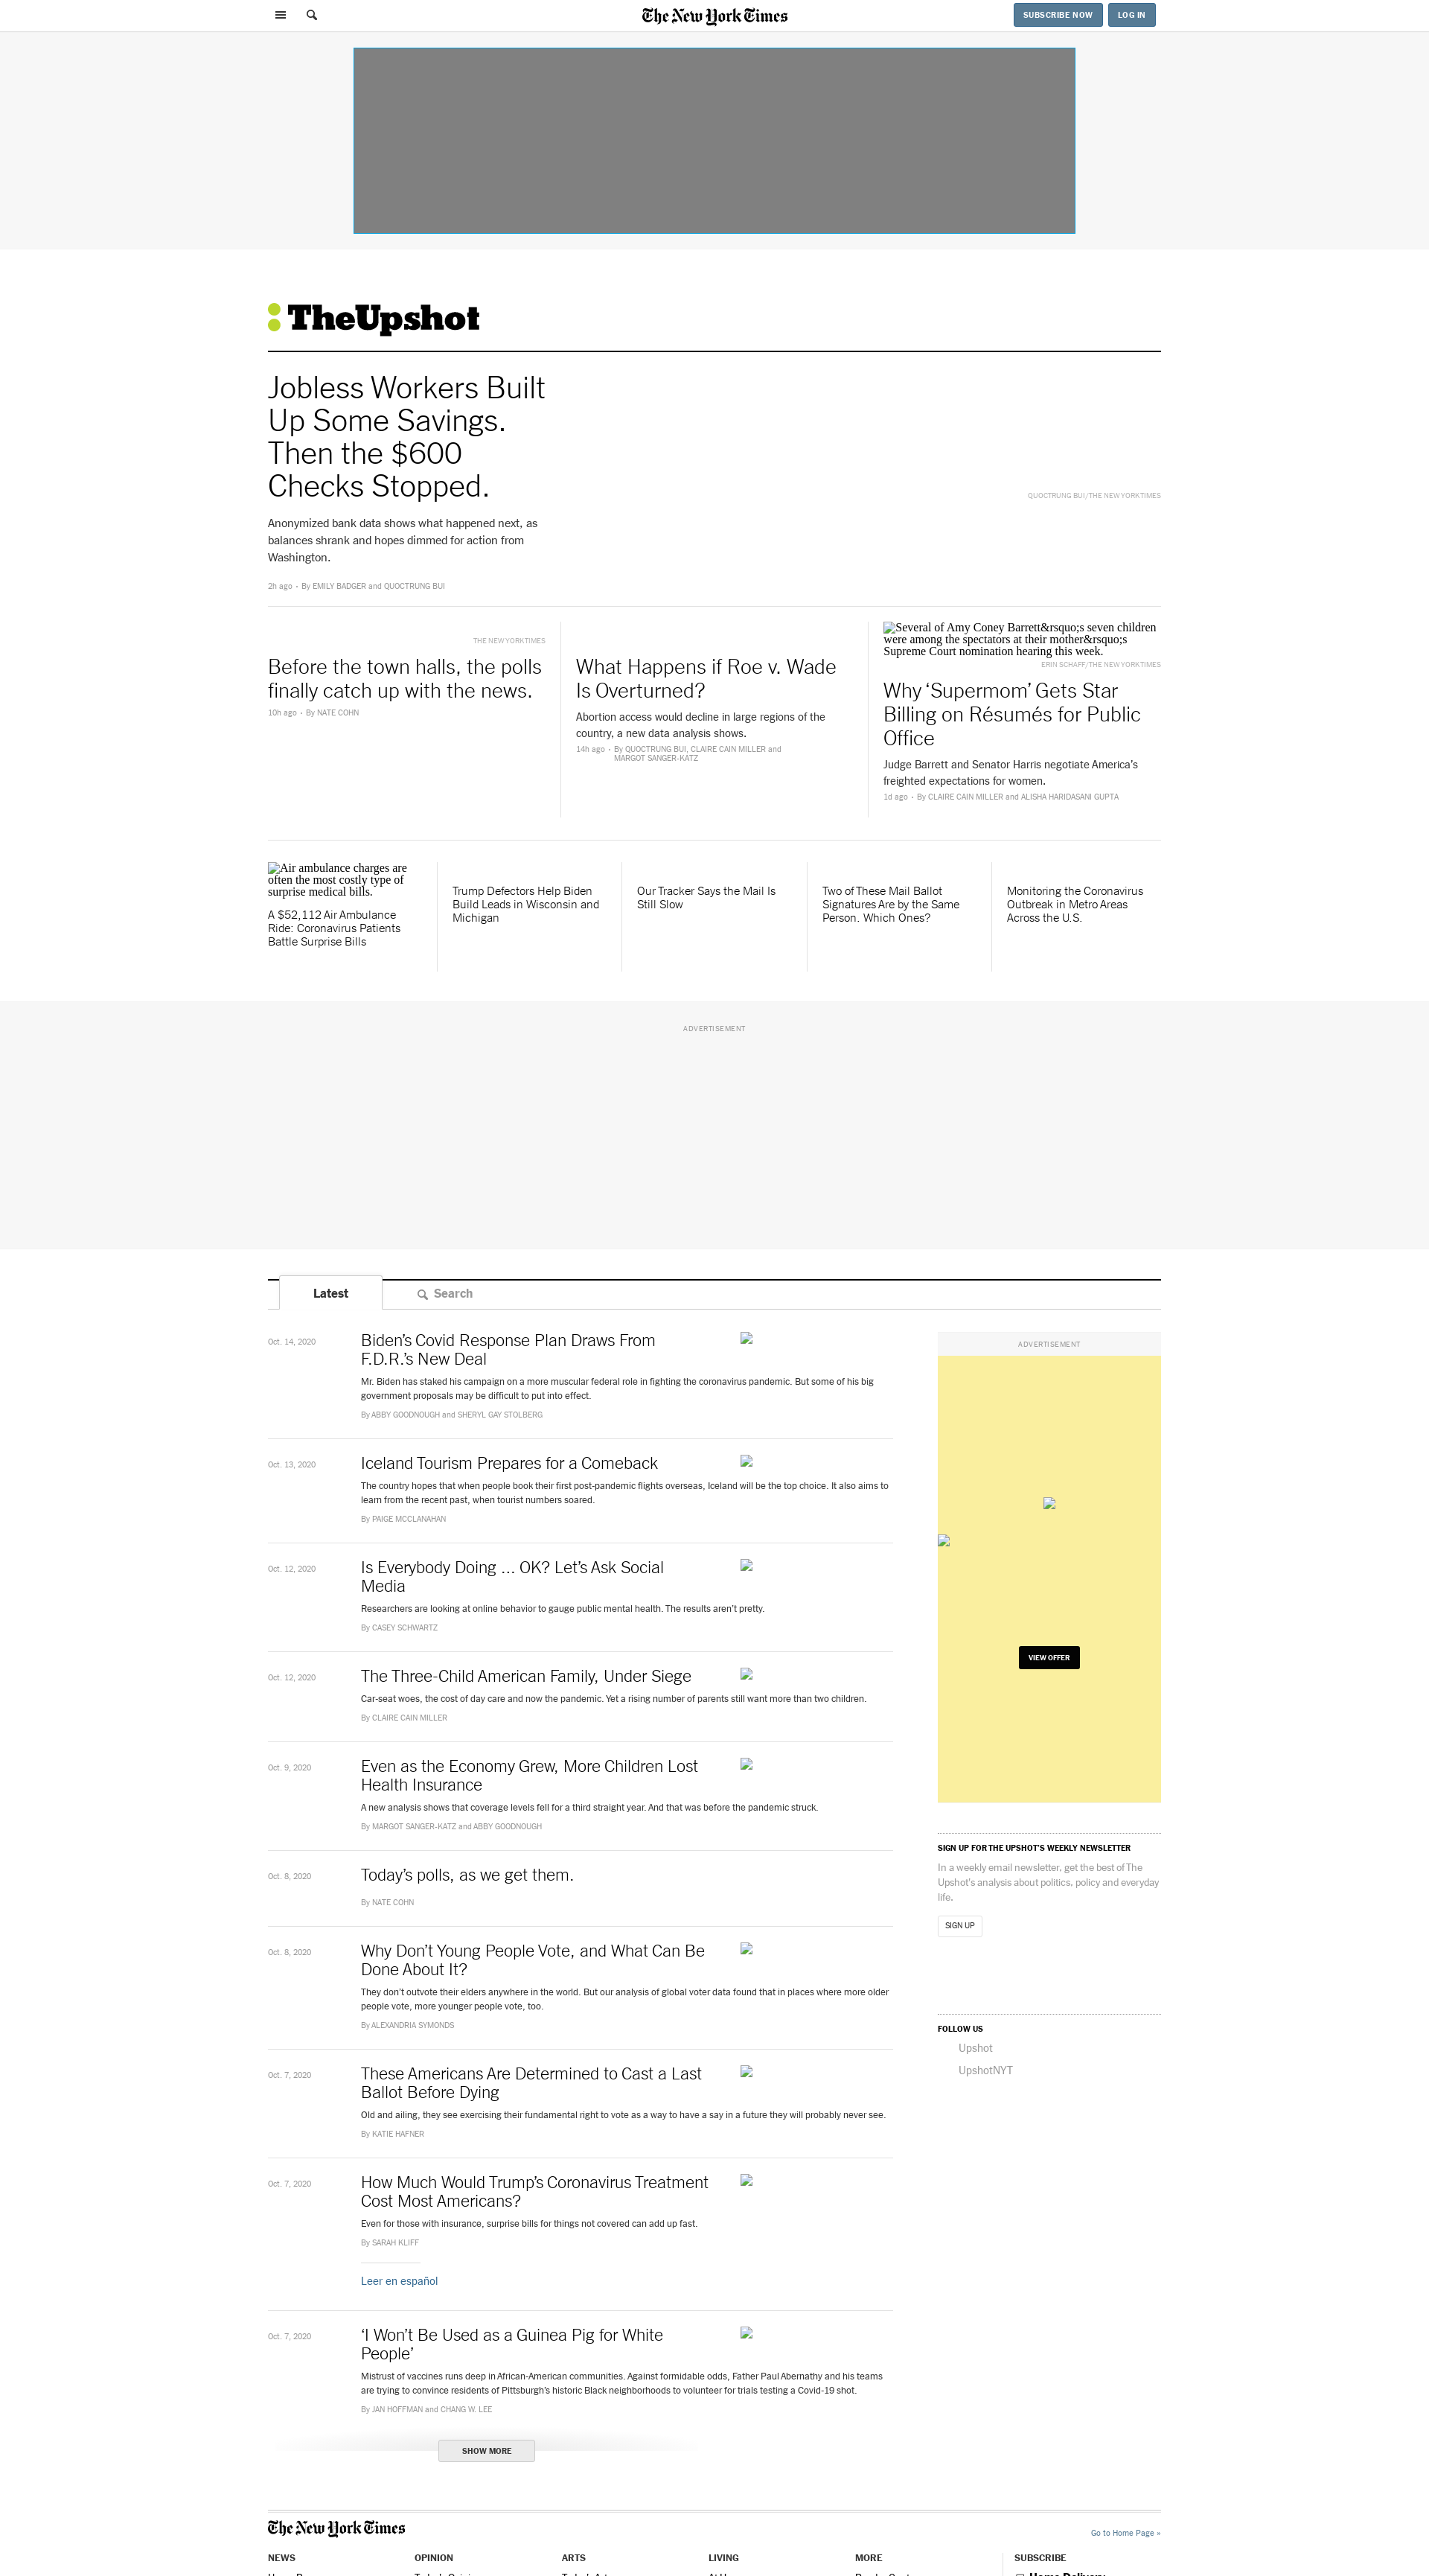 The New York Times
SUBSCRIBE NOW
LOG IN
TheUpshot
Jobless Workers Built
Up Some Savings.
Then the $600
Checks Stopped.
QUOCTRUNG BUI/THE NEW YORK TIMES
Anonymized bank data shows what happened next, as
balances shrank and hopes dimmed for action from
Washington.
2h ago · By EMILY BADGER and QUOCTRUNG BUI
THE NEW YORK TIMES
Before the town halls, the polls
finally catch up with the news.
10h ago · By NATE COHN
What Happens if Roe v. Wade
Is Overturned?
Abortion access would decline in large regions of the
country, a new data analysis shows.
14h ago · By QUOCTRUNG BUI, CLAIRE CAIN MILLER and
MARGOT SANGER-KATZ
Several of Amy Coney Barrett&rsquo;s seven children
were among the spectators at their mother&rsquo;s
Supreme Court nomination hearing this week.
ERIN SCHAFF/THE NEW YORK TIMES
Why ‘Supermom’ Gets Star
Billing on Résumés for Public
Office
Judge Barrett and Senator Harris negotiate America’s
freighted expectations for women.
1d ago · By CLAIRE CAIN MILLER and ALISHA HARIDASANI GUPTA
Air ambulance charges are
often the most costly type of
surprise medical bills.
A $52,112 Air Ambulance
Ride: Coronavirus Patients
Battle Surprise Bills
Trump Defectors Help Biden
Build Leads in Wisconsin and
Michigan
Our Tracker Says the Mail Is
Still Slow
Two of These Mail Ballot
Signatures Are by the Same
Person. Which Ones?
Monitoring the Coronavirus
Outbreak in Metro Areas
Across the U.S.
ADVERTISEMENT
Latest
Search
Oct. 14, 2020
Biden’s Covid Response Plan Draws From
F.D.R.’s New Deal
Mr. Biden has staked his campaign on a more muscular federal role in fighting the coronavirus pandemic. But some of his big
government proposals may be difficult to put into effect.
By ABBY GOODNOUGH and SHERYL GAY STOLBERG
Oct. 13, 2020
Iceland Tourism Prepares for a Comeback
The country hopes that when people book their first post-pandemic flights overseas, Iceland will be the top choice. It also aims to
learn from the recent past, when tourist numbers soared.
By PAIGE MCCLANAHAN
Oct. 12, 2020
Is Everybody Doing ... OK? Let’s Ask Social
Media
Researchers are looking at online behavior to gauge public mental health. The results aren’t pretty.
By CASEY SCHWARTZ
Oct. 12, 2020
The Three-Child American Family, Under Siege
Car-seat woes, the cost of day care and now the pandemic. Yet a rising number of parents still want more than two children.
By CLAIRE CAIN MILLER
Oct. 9, 2020
Even as the Economy Grew, More Children Lost
Health Insurance
A new analysis shows that coverage levels fell for a third straight year. And that was before the pandemic struck.
By MARGOT SANGER-KATZ and ABBY GOODNOUGH
Oct. 8, 2020
Today’s polls, as we get them.
By NATE COHN
Oct. 8, 2020
Why Don’t Young People Vote, and What Can Be
Done About It?
They don’t outvote their elders anywhere in the world. But our analysis of global voter data found that in places where more older
people vote, more younger people vote, too.
By ALEXANDRIA SYMONDS
Oct. 7, 2020
These Americans Are Determined to Cast a Last
Ballot Before Dying
Old and ailing, they see exercising their fundamental right to vote as a way to have a say in a future they will probably never see.
By KATIE HAFNER
Oct. 7, 2020
How Much Would Trump’s Coronavirus Treatment
Cost Most Americans?
Even for those with insurance, surprise bills for things not covered can add up fast.
By SARAH KLIFF
Leer en español
Oct. 7, 2020
‘I Won’t Be Used as a Guinea Pig for White
People’
Mistrust of vaccines runs deep in African-American communities. Against formidable odds, Father Paul Abernathy and his teams
are trying to convince residents of Pittsburgh’s historic Black neighborhoods to volunteer for trials testing a Covid-19 shot.
By JAN HOFFMAN and CHANG W. LEE
SHOW MORE
ADVERTISEMENT
VIEW OFFER
SIGN UP FOR THE UPSHOT’S WEEKLY NEWSLETTER
In a weekly email newsletter, get the best of The
Upshot’s analysis about politics, policy and everyday
life.
SIGN UP
FOLLOW US
Upshot
UpshotNYT
The New York Times
Go to Home Page »
NEWS
OPINION
ARTS
LIVING
MORE
SUBSCRIBE
Home Delivery